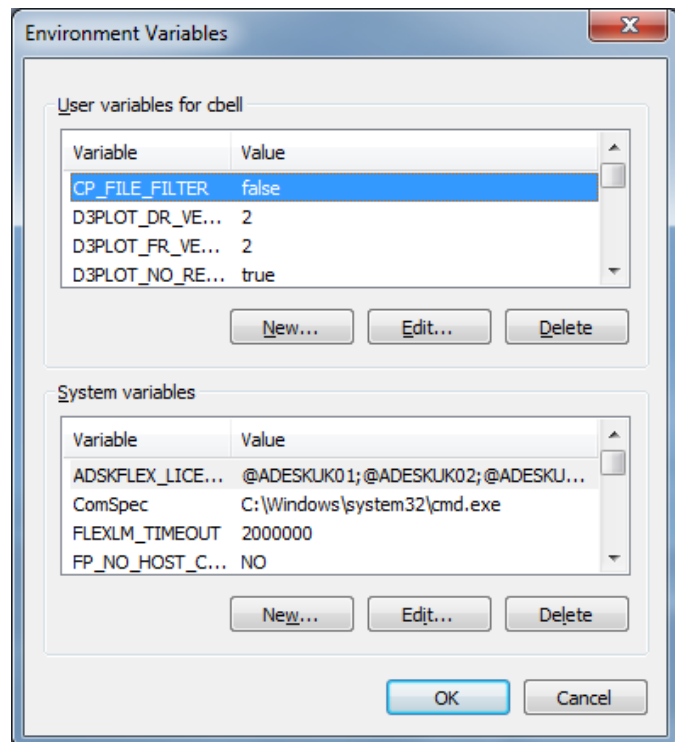 Environment Variables
User variables for cbell
Variable Value
CP_FILE_FILTER false
D3PLOT_DR_VE... 2
D3PLOT_FR_VE... 2
D3PLOT_NO_RE... true
New... Edit... Delete
System variables
Variable Value
ADSKFLEX_LICE... @ADESKUK01;@ADESKUK02;@ADESKU...
ComSpec C:\Windows\system32\cmd.exe
FLEXLM_TIMEOUT 2000000
FP_NO_HOST_C... NO
New... Edit... Delete
OK Cancel